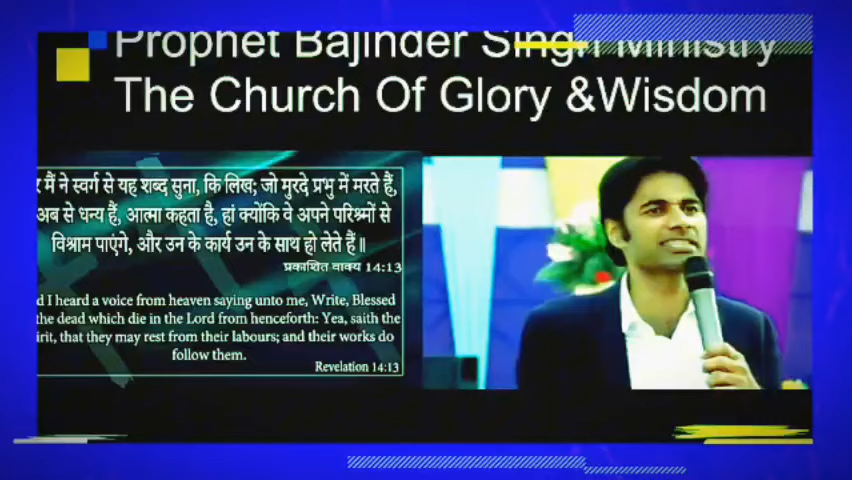 Prophet Bajinder Singh Ministry
The Church Of Glory &Wisdom
मैं ने स्वर्ग से यह शब्द सुना, कि लिख; जो मुरदे प्रभु में मरते हैं,
अब से धन्य हैं, आत्मा कहता है, हां क्योंकि वे अपने परिश्रमों से
विश्राम पाएंगे, और उन के कार्य उन के साथ हो लेते हैं॥
प्रकाशित वाक्य 14:13
d I heard a voice from heaven saying unto me, Write, Blessed
the dead which die in the Lord from henceforth: Yea, saith the
irit, that they may rest from their labours; and their works do
follow them.
Revelation 14:13